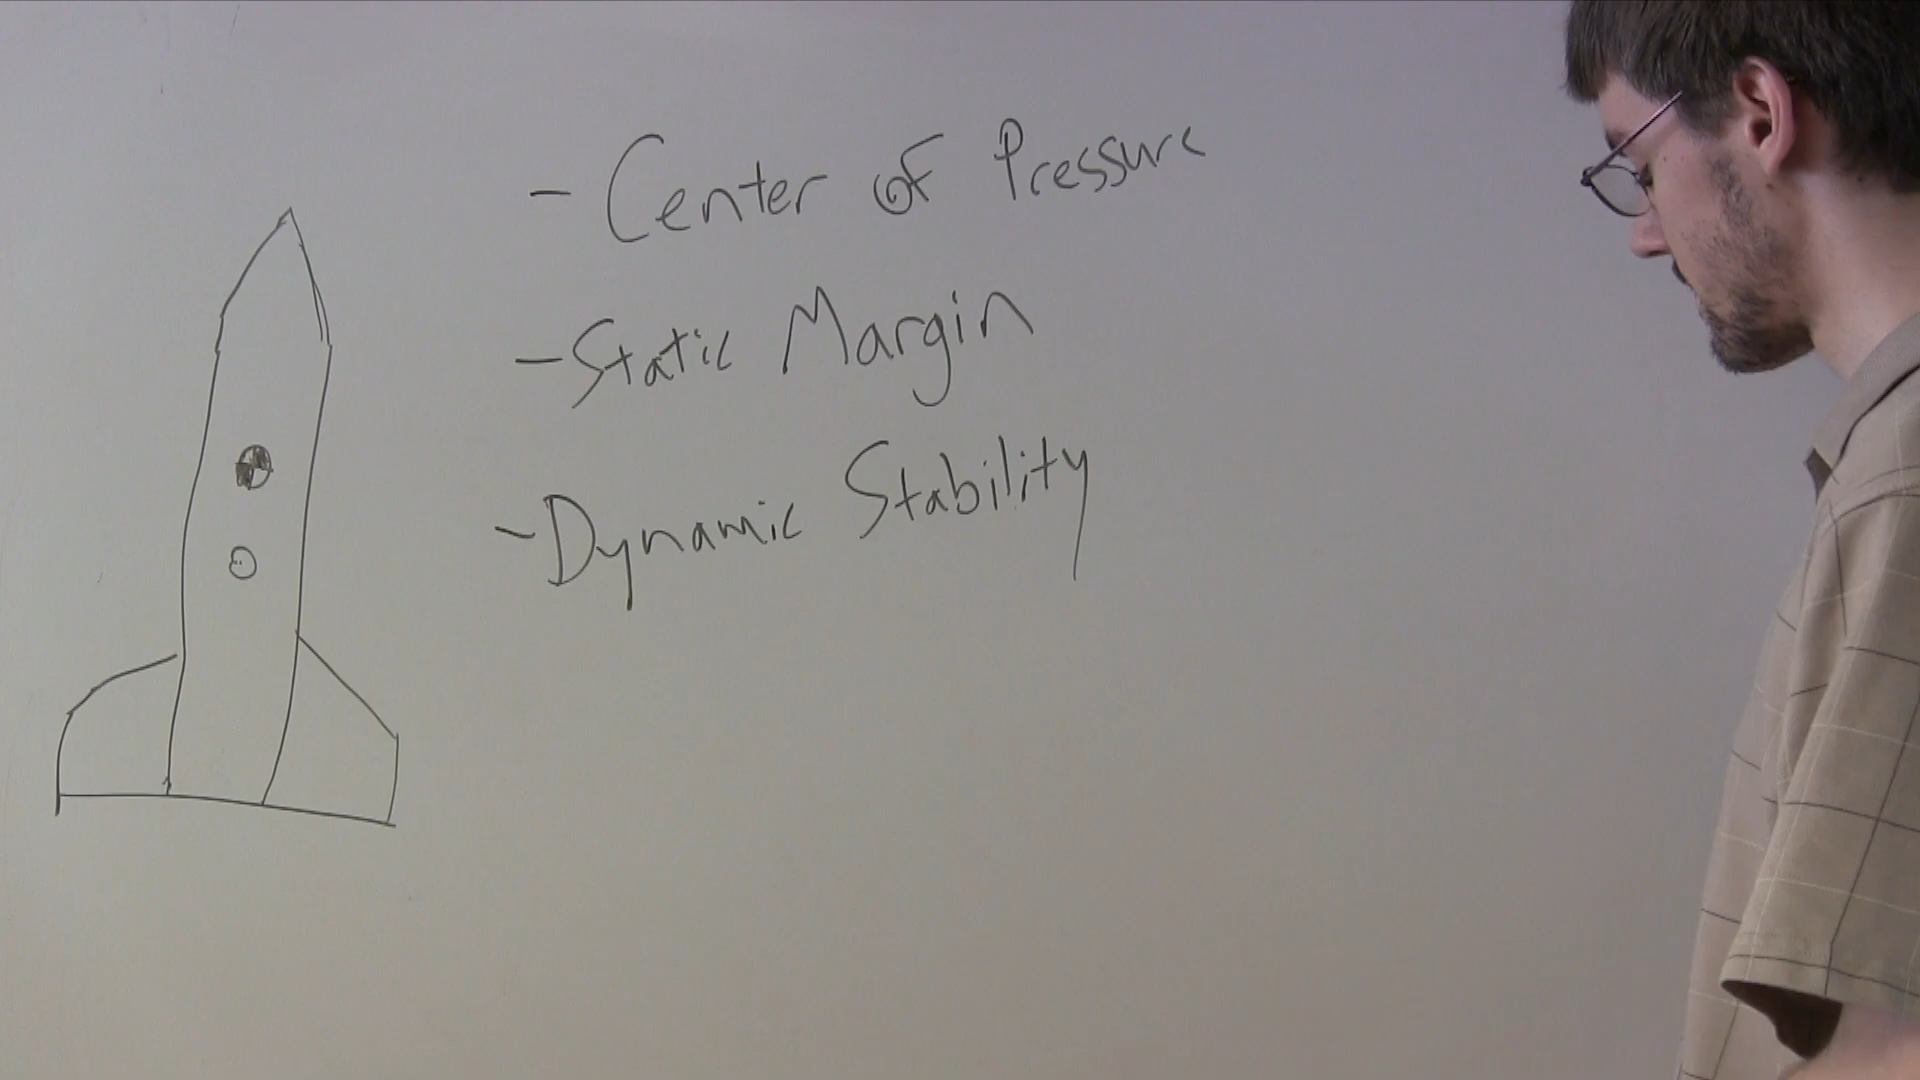 - Center of Pressure
- Static Margin
- Dynamic Stability